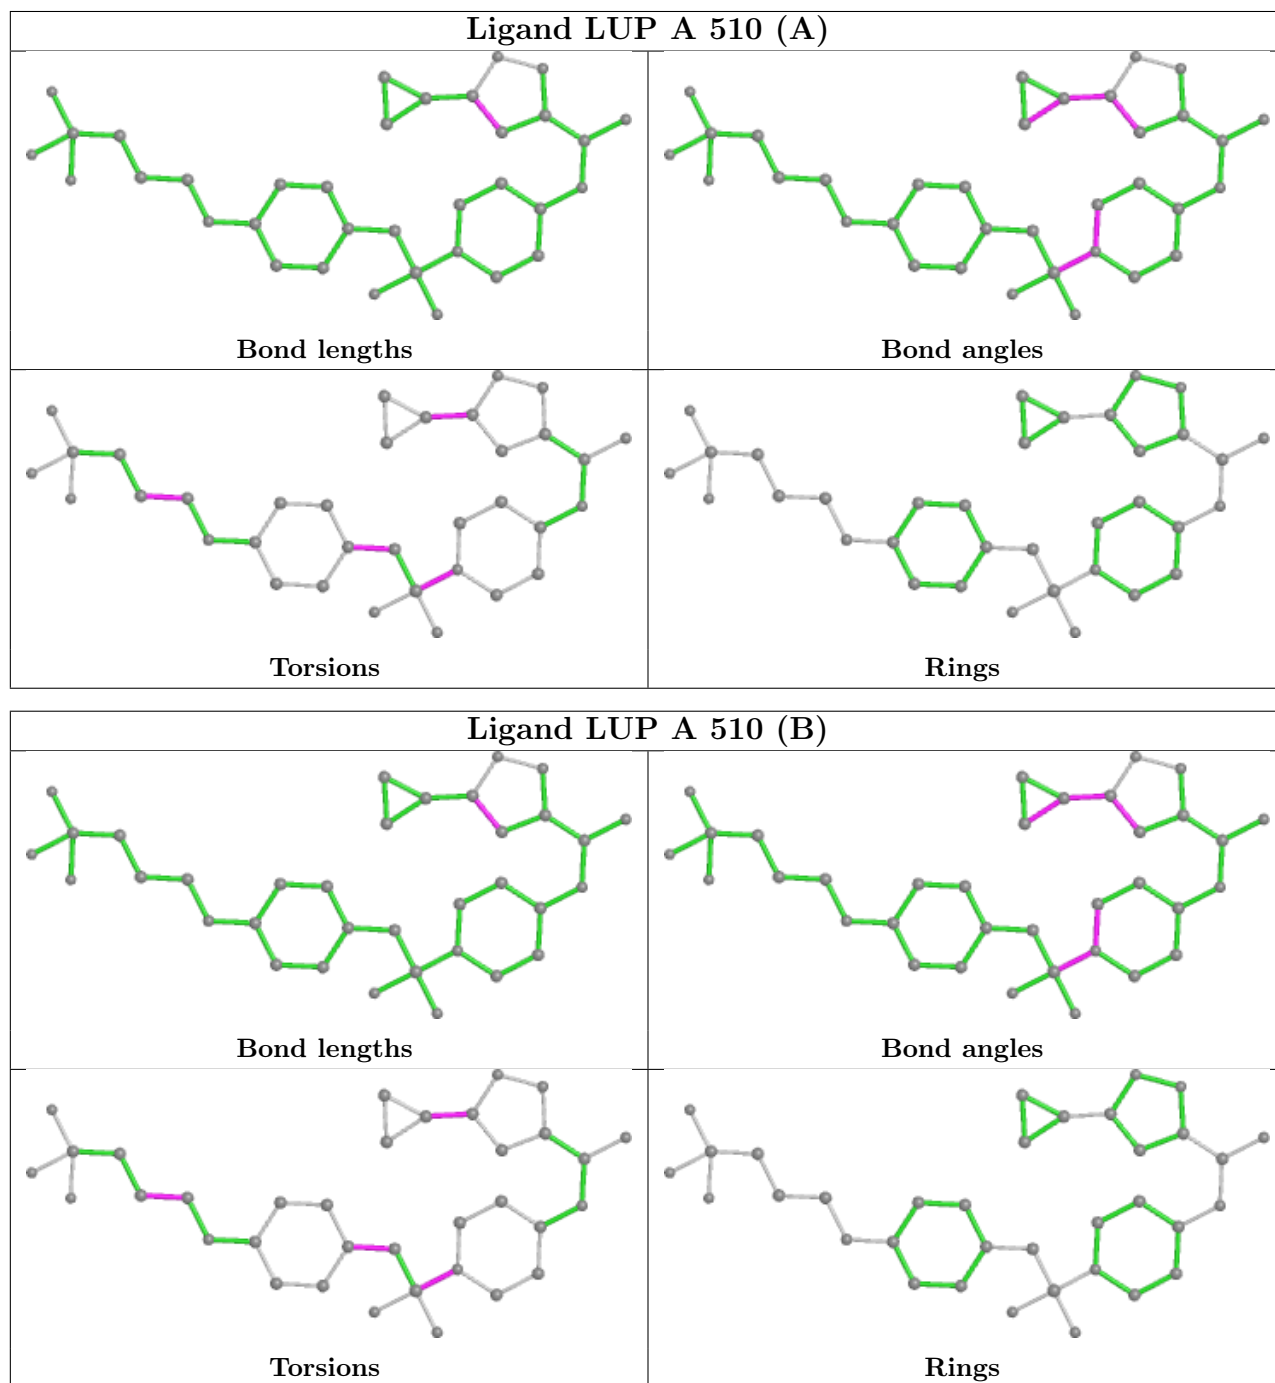 Ligand LUP A 510 (A)
Bond lengths
Bond angles
Torsions
Rings
Ligand LUP A 510 (B)
Bond lengths
Bond angles
Torsions
Rings